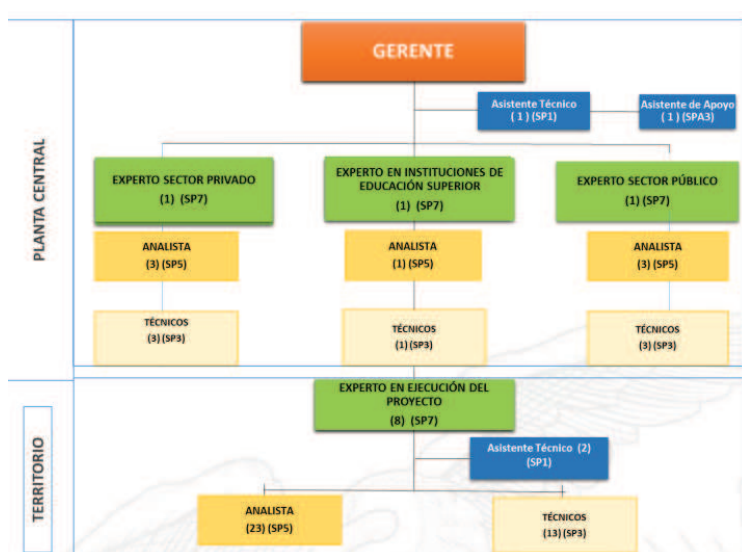 PLANTA CENTRAL
GERENTE
Asistente Técnico
( 1 ) (SP1)
Asistente de Apoyo
( 1 ) (SPA3)
EXPERTO SECTOR PRIVADO
(1) (SP7)
EXPERTO EN INSTITUCIONES DE
EDUCACIÓN SUPERIOR
(1) (SP7)
EXPERTO SECTOR PÚBLICO
(1) (SP7)
ANALISTA
(3) (SP5)
ANALISTA
(1) (SP5)
ANALISTA
(3) (SP5)
TÉCNICOS
(3) (SP3)
TÉCNICOS
(1) (SP3)
TÉCNICOS
(3) (SP3)
TERRITORIO
EXPERTO EN EJECUCIÓN DEL
PROYECTO
(8) (SP7)
Asistente Técnico (2)
(SP1)
ANALISTA
(23) (SP5)
TÉCNICOS
(13) (SP3)